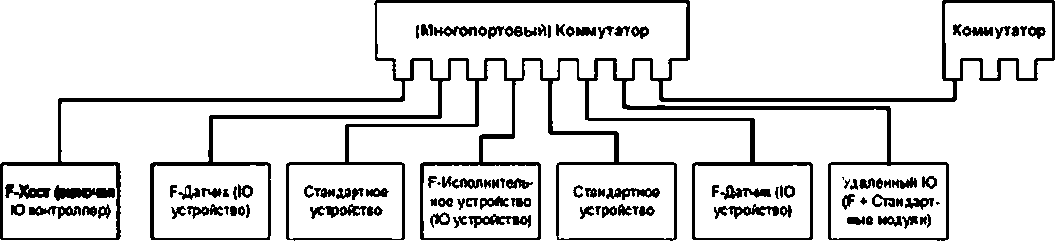 (Многопортовый) Коммутатор
Коммутатор
F-Хост (включая
IO контроллер)
F-Датчик (IO
устройство)
Стандартное
устройство
F-Исполнитель-
ное устройство
(IO устройство)
Стандартное
устройство
F-Датчик (IO
устройство)
Удаленный IO
(F + Стандарт-
ные модули)